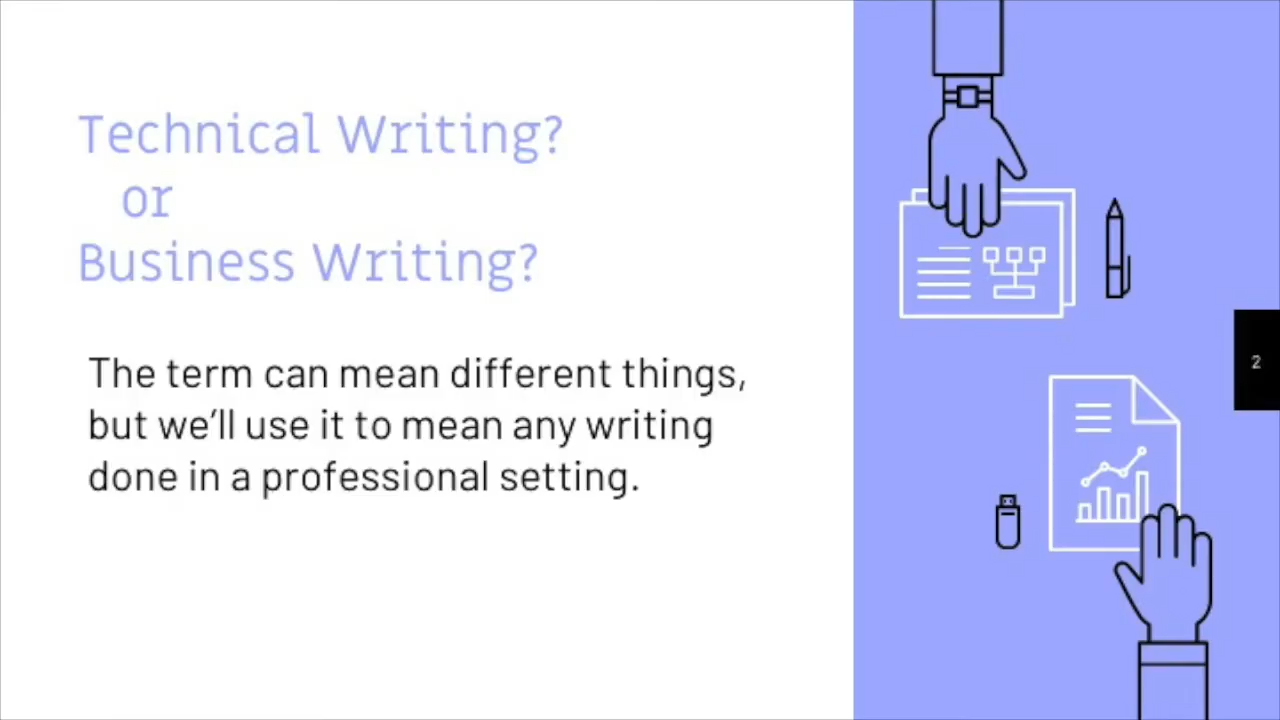 Technical Writing?
or
Business Writing?
The term can mean different things,
but we’ll use it to mean any writing
done in a professional setting.
2